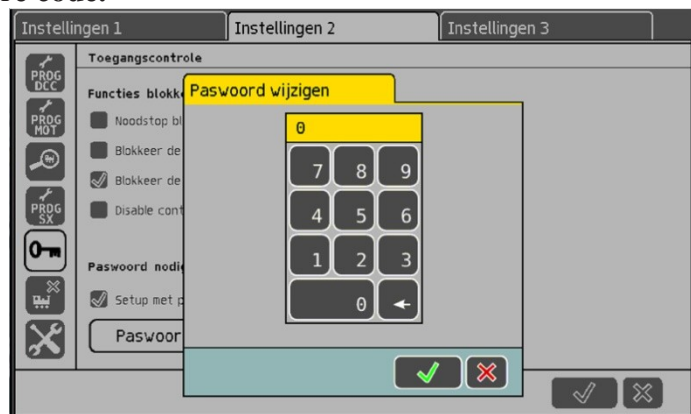 Instellingen 1
Instellingen 2
Instellingen 3
Toegangscontrole
Functies blokk
Noodstop bl
Blokkeer de
Blokkeer de
Disable cont
Paswoord nodi
Setup met p
Paswoor
PROG DCC
PROG MOT
PROG SX
Paswoord wijzigen
0
7 8 9
4 5 6
1 2 3
0